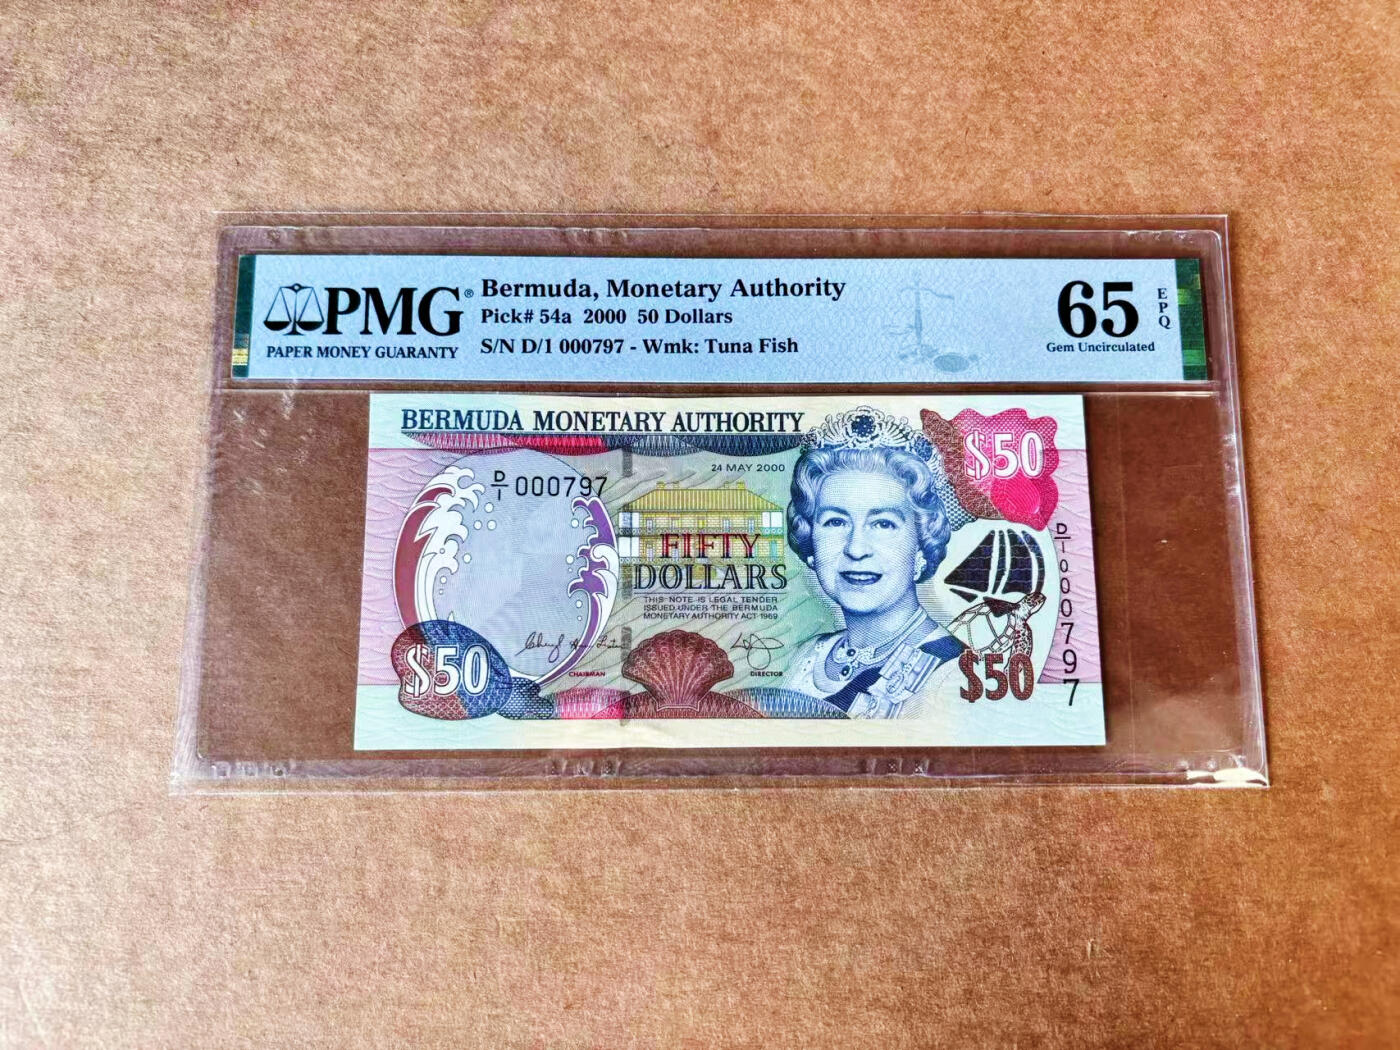 PMG®
PAPER MONEY GUARANTY
Bermuda, Monetary Authority
Pick# 54a 2000 50 Dollars
S/N D/1 000797 - Wmk: Tuna Fish
65
EPQ
Gem Uncirculated
BERMUDA MONETARY AUTHORITY
$50
24 MAY 2000
D/1 000797
FIFTY
DOLLARS
THIS NOTE IS LEGAL TENDER
ISSUED UNDER THE BERMUDA
MONETARY AUTHORITY ACT 1969
D/1 000797
CHAIRMAN
DIRECTOR
$50
$50